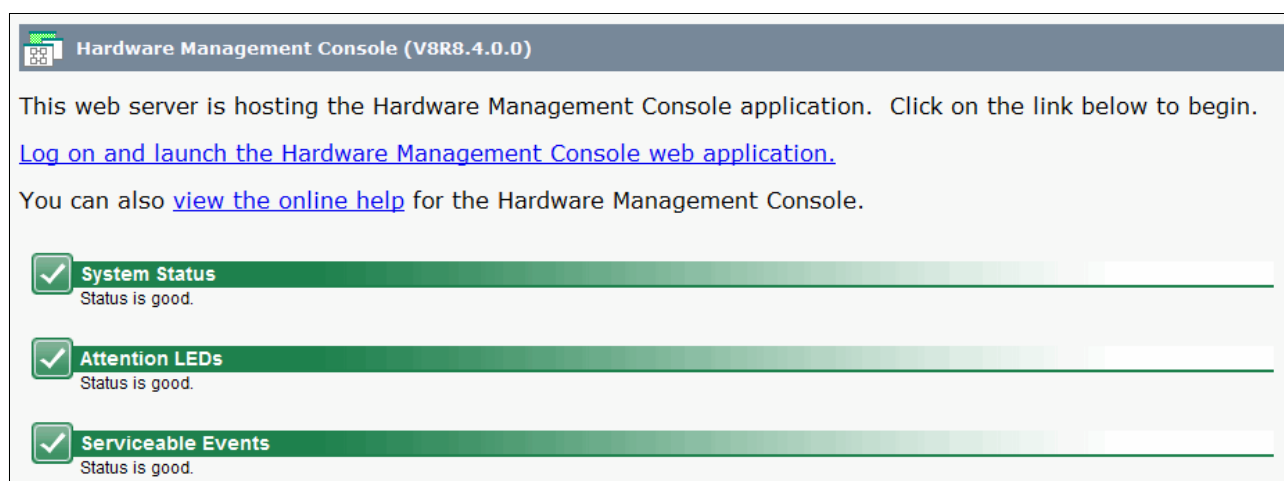 Hardware Management Console (V8R8.4.0.0)
This web server is hosting the Hardware Management Console application.  Click on the link below to begin.
Log on and launch the Hardware Management Console web application.
You can also view the online help for the Hardware Management Console.
System Status
Status is good.
Attention LEDs
Status is good.
Serviceable Events
Status is good.